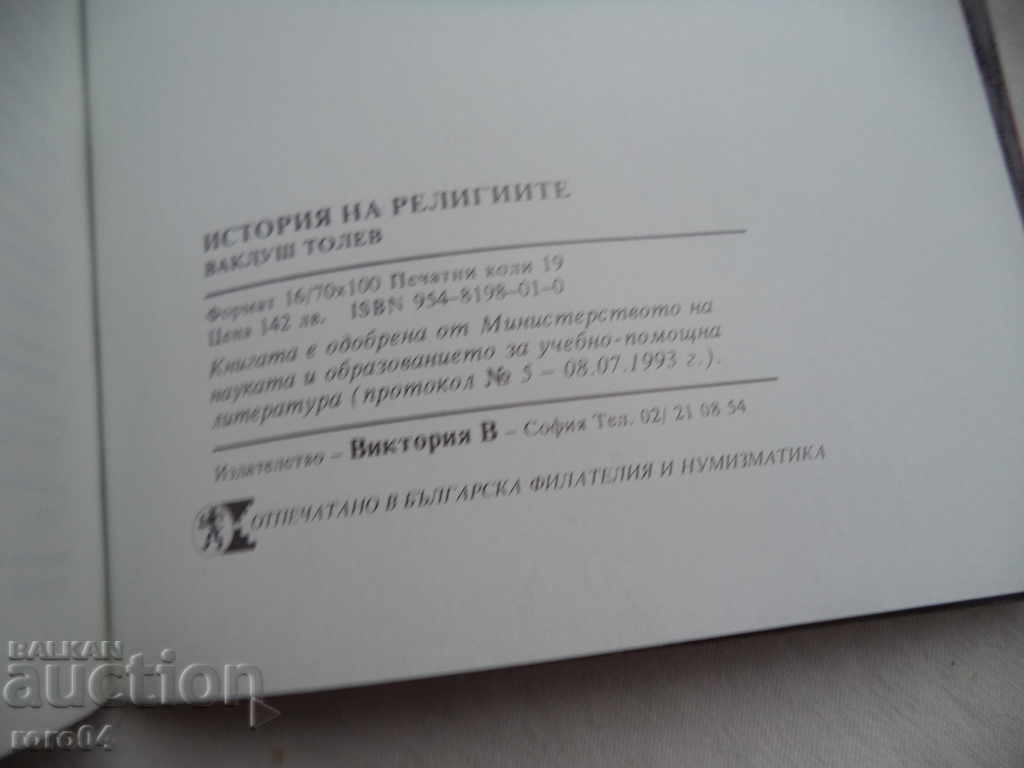 ИСТОРИЯ НА РЕЛИГИИТЕ
ВАКЛУШ ТОЛЕВ
Формат 16/70x100 Печатни коли 19
Цена 142 лв. ISBN 954-8198-01-0
Книгата е одобрена от Министерството на
науката и образованието за учебно-помощна
литература (протокол № 5 – 08.07.1993 г.).
Издателство – Виктория В – София Тел. 02/ 21 08 54
ОТПЕЧАТАНО В БЪЛГАРСКА ФИЛАТЕЛИЯ И НУМИЗМАТИКА
BALKAN
auction
roro04